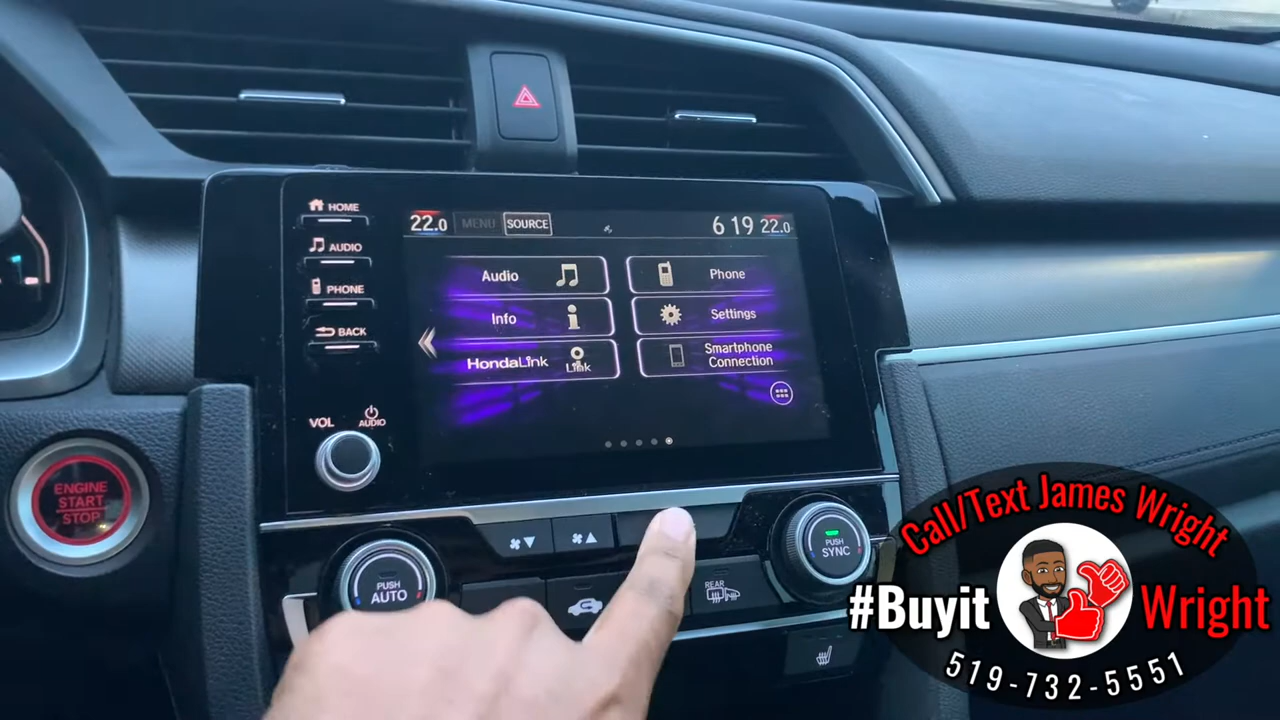 HOME
AUDIO
PHONE
BACK
VOL
AUDIO
22.0 MENU SOURCE 6 19 22.0
Audio
Phone
Info
Settings
HondaLink Link
Smartphone
Connection
ENGINE
START
STOP
PUSH
AUTO
REAR
PUSH
SYNC
Call/Text James Wright
#Buyit Wright
519-732-5551